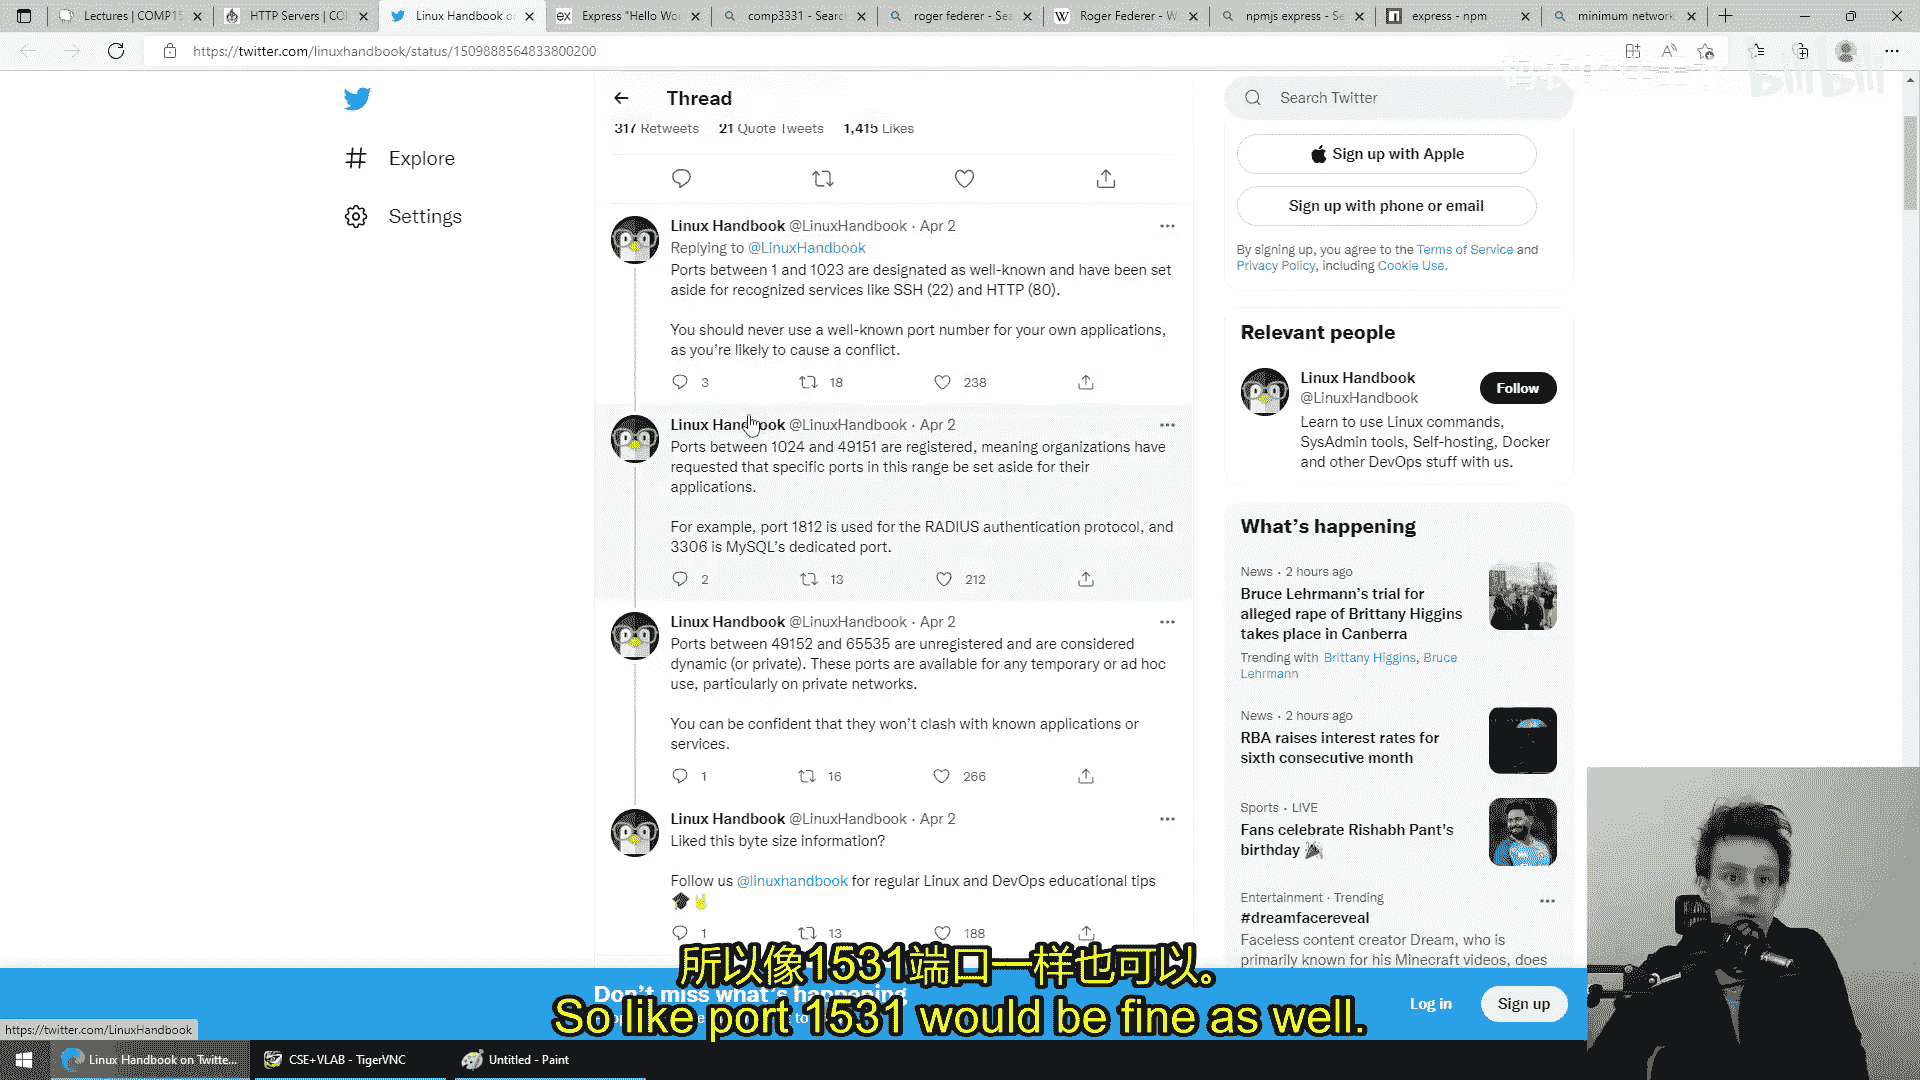 Lectures | COMP15
HTTP Servers | CO
Linux Handbook o
Express "Hello Wo
comp3331 - Searc
roger federer - Se
Roger Federer - W
npmjs express - Se
express - npm
minimum network
https://twitter.com/linuxhandbook/status/1509888564833800200
bilibili
Explore
Settings
Thread
317 Retweets 21 Quote Tweets 1,415 Likes
Linux Handbook @LinuxHandbook · Apr 2
Replying to @LinuxHandbook
Ports between 1 and 1023 are designated as well-known and have been set
aside for recognized services like SSH (22) and HTTP (80).
You should never use a well-known port number for your own applications,
as you're likely to cause a conflict.
3 18 238
Linux Handbook @LinuxHandbook · Apr 2
Ports between 1024 and 49151 are registered, meaning organizations have
requested that specific ports in this range be set aside for their
applications.
For example, port 1812 is used for the RADIUS authentication protocol, and
3306 is MySQL's dedicated port.
2 13 212
Linux Handbook @LinuxHandbook · Apr 2
Ports between 49152 and 65535 are unregistered and are considered
dynamic (or private). These ports are available for any temporary or ad hoc
use, particularly on private networks.
You can be confident that they won't clash with known applications or
services.
1 16 266
Linux Handbook @LinuxHandbook · Apr 2
Liked this byte size information?
Follow us @linuxhandbook for regular Linux and DevOps educational tips
1 13 188
Search Twitter
Sign up with Apple
Sign up with phone or email
By signing up, you agree to the Terms of Service and
Privacy Policy, including Cookie Use.
Relevant people
Linux Handbook
@LinuxHandbook
Follow
Learn to use Linux commands,
SysAdmin tools, Self-hosting, Docker
and other DevOps stuff with us.
What's happening
News · 2 hours ago
Bruce Lehrmann's trial for
alleged rape of Brittany Higgins
takes place in Canberra
Trending with Brittany Higgins, Bruce
Lehrmann
News · 2 hours ago
RBA raises interest rates for
sixth consecutive month
Sports · LIVE
Fans celebrate Rishabh Pant's
birthday
Entertainment · Trending
#dreamfacereveal
Faceless content creator Dream, who is
primarily known for his Minecraft videos, does
所以像1531端口一样也可以。
Don't miss what's happening
So like port 1531 would be fine as well.
Log in
Sign up
https://twitter.com/LinuxHandbook
Linux Handbook on Twitte...
CSE+VLAB - TigerVNC
Untitled - Paint